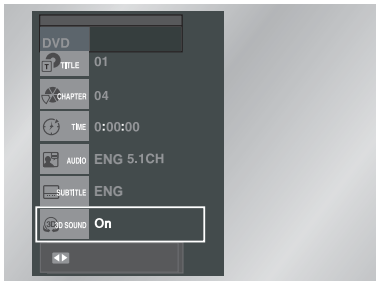 DVD
TITLE 01
CHAPTER 04
TIME 0:00:00
AUDIO ENG 5.1CH
SUBTITLE ENG
3D SOUND On